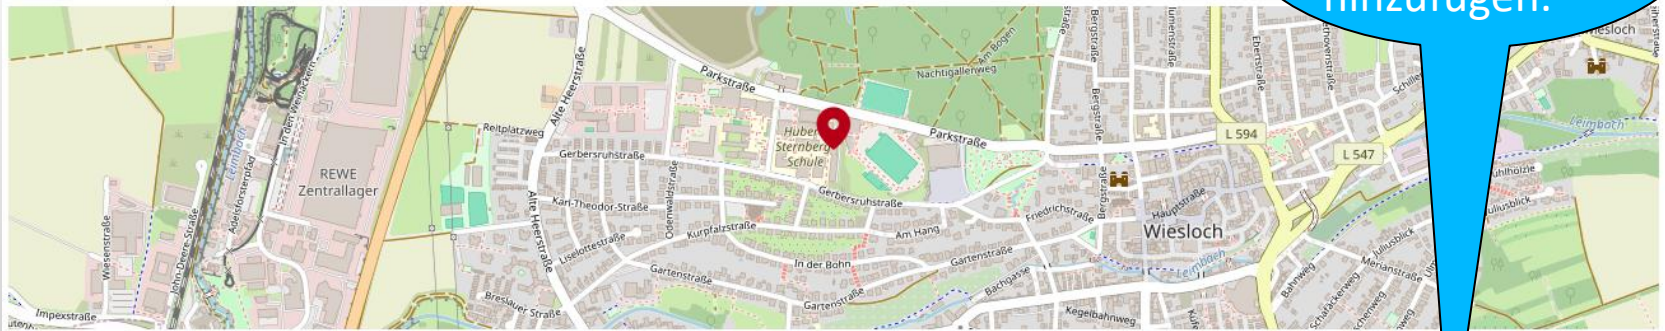 hinzufügen.
Wiesloch
Parkstraße
Alte Heerstraße
Am Bogen
Nachtigallenweg
Bergstraße
Ebertstraße
In den Weinäckern
Leimbach
Adelsförsterpfad
REWE
Zentrallager
Reitplatzweg
Gerbersruhstraße
Hubert-
Sternberg-
Schule
Parkstraße
L 594
L 547
Leimbach
Bergstraße
Odenwaldstraße
Karl-Theodor-Straße
Gerbersruhstraße
Alte Heerstraße
Friedrichstraße
Bergstraße
Hauptstraße
Wiesloch
Wiesenstraße
John-Deere-Straße
Liselottestraße
Kurpfalzstraße
Am Hang
In der Bohn
Gartenstraße
Gartenstraße
Gartenstraße
Bachgasse
Leimbach
Juliusblick
Juliusblick
Merianstraße
Bahnweg
Schafäckerweg
Breslauer Straße
Kegelbahnweg
Impexstraße